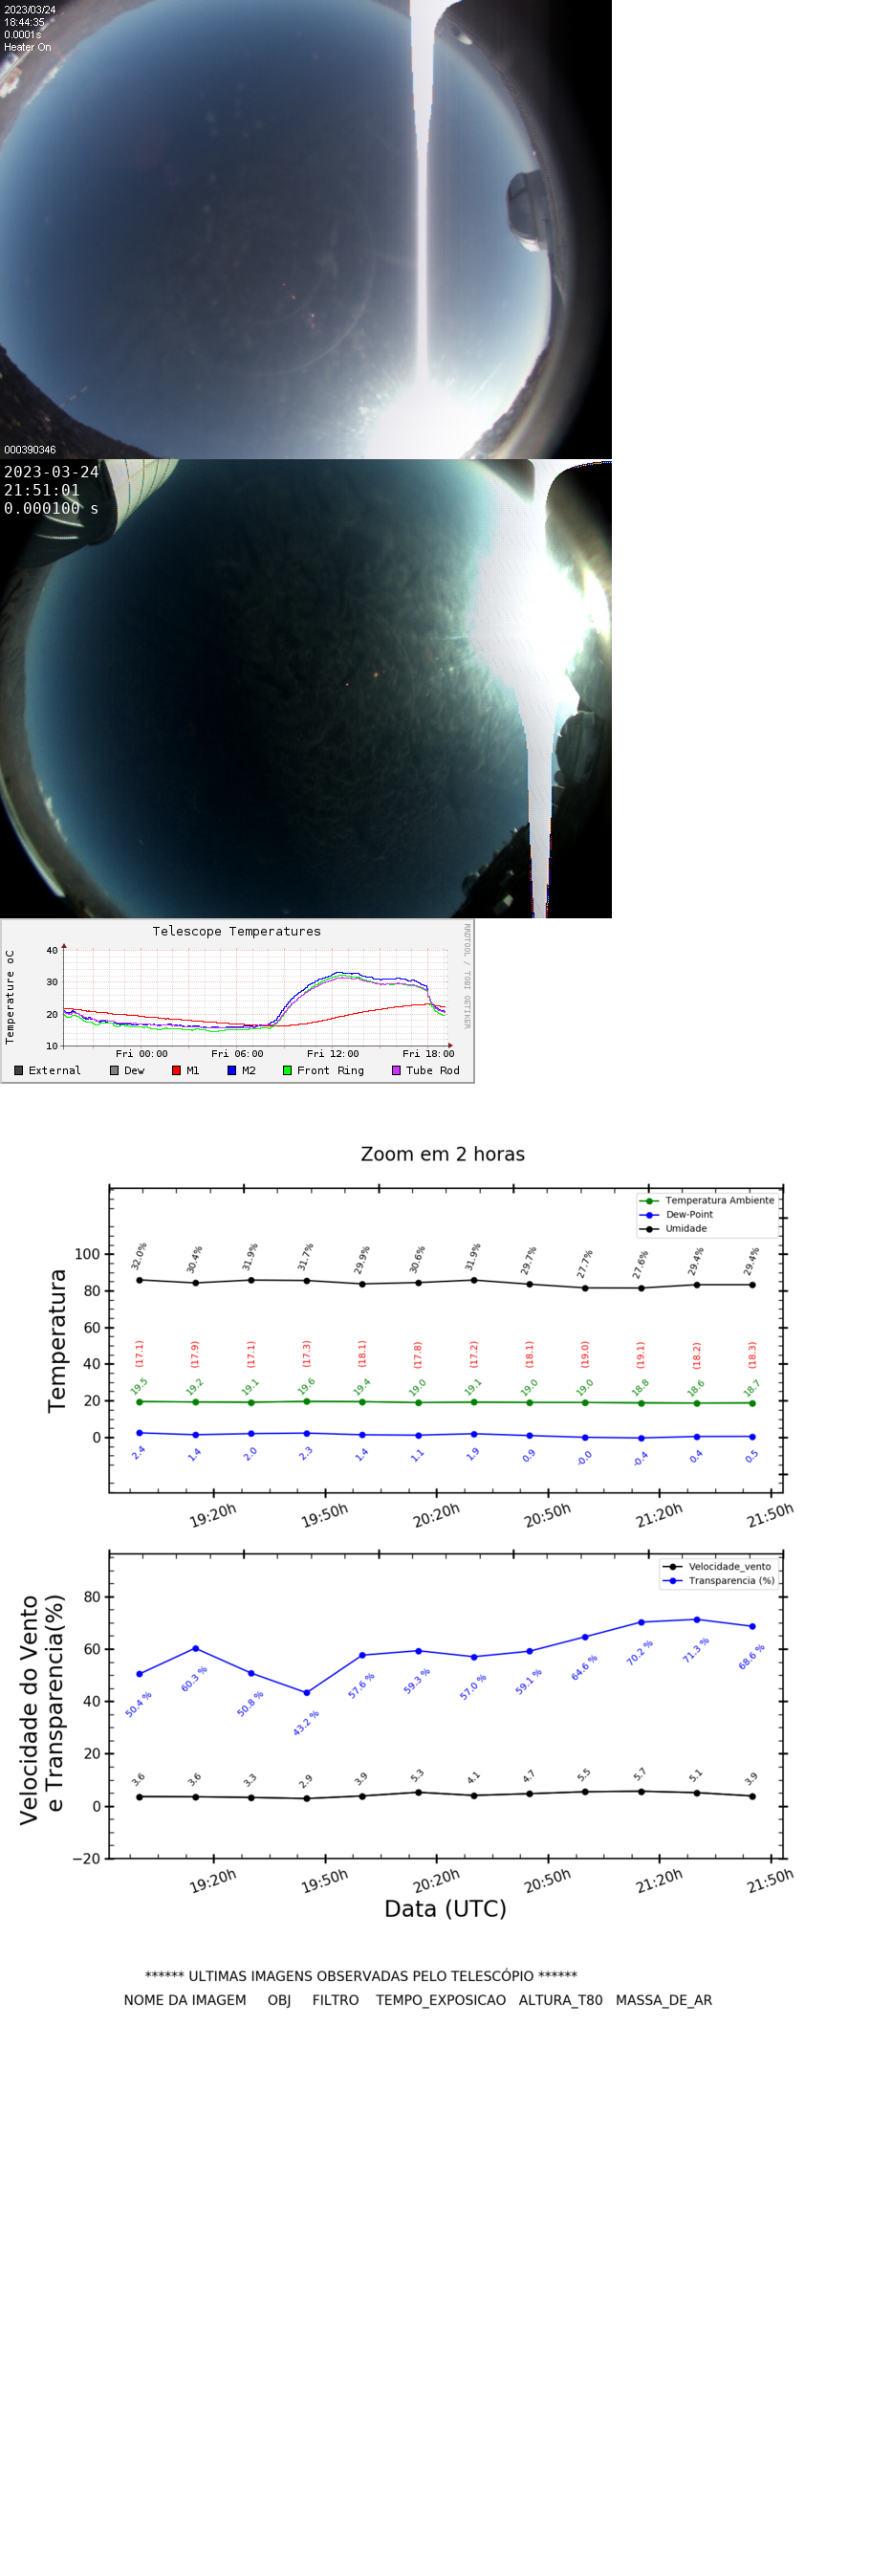 2023/03/24
18:44:35
0.0001s
Heater On
000390346
2023-03-24
21:51:01
0.000100 s
Telescope Temperatures
RRDTOOL / TOBI OETIKER
Temperature oC
40
30
20
10
Fri 00:00 Fri 06:00 Fri 12:00 Fri 18:00
External Dew M1 M2 Front Ring Tube Rod
Zoom em 2 horas
Temperatura Ambiente
Dew-Point
Umidade
Temperatura
100
80
60
40
20
0
32.0% 30.4% 31.9% 31.7% 29.9% 30.6% 31.9% 29.7% 27.7% 27.6% 29.4% 29.4%
(17.1) (17.9) (17.1) (17.3) (18.1) (17.8) (17.2) (18.1) (19.0) (19.1) (18.2) (18.3)
19.5 19.2 19.1 19.6 19.4 19.0 19.1 19.0 19.0 18.8 18.6 18.7
2.4 1.4 2.0 2.3 1.4 1.1 1.9 0.9 -0.0 -0.4 0.4 0.5
19:20h 19:50h 20:20h 20:50h 21:20h 21:50h
Velocidade_vento
Transparencia (%)
Velocidade do Vento
e Transparencia(%)
80
60
40
20
0
−20
50.4 % 60.3 % 50.8 % 43.2 % 57.6 % 59.3 % 57.0 % 59.1 % 64.6 % 70.2 % 71.3 % 68.6 %
3.6 3.6 3.3 2.9 3.9 5.3 4.1 4.7 5.5 5.7 5.1 3.9
19:20h 19:50h 20:20h 20:50h 21:20h 21:50h
Data (UTC)
****** ULTIMAS IMAGENS OBSERVADAS PELO TELESCÓPIO ******
NOME DA IMAGEM OBJ FILTRO TEMPO_EXPOSICAO ALTURA_T80 MASSA_DE_AR